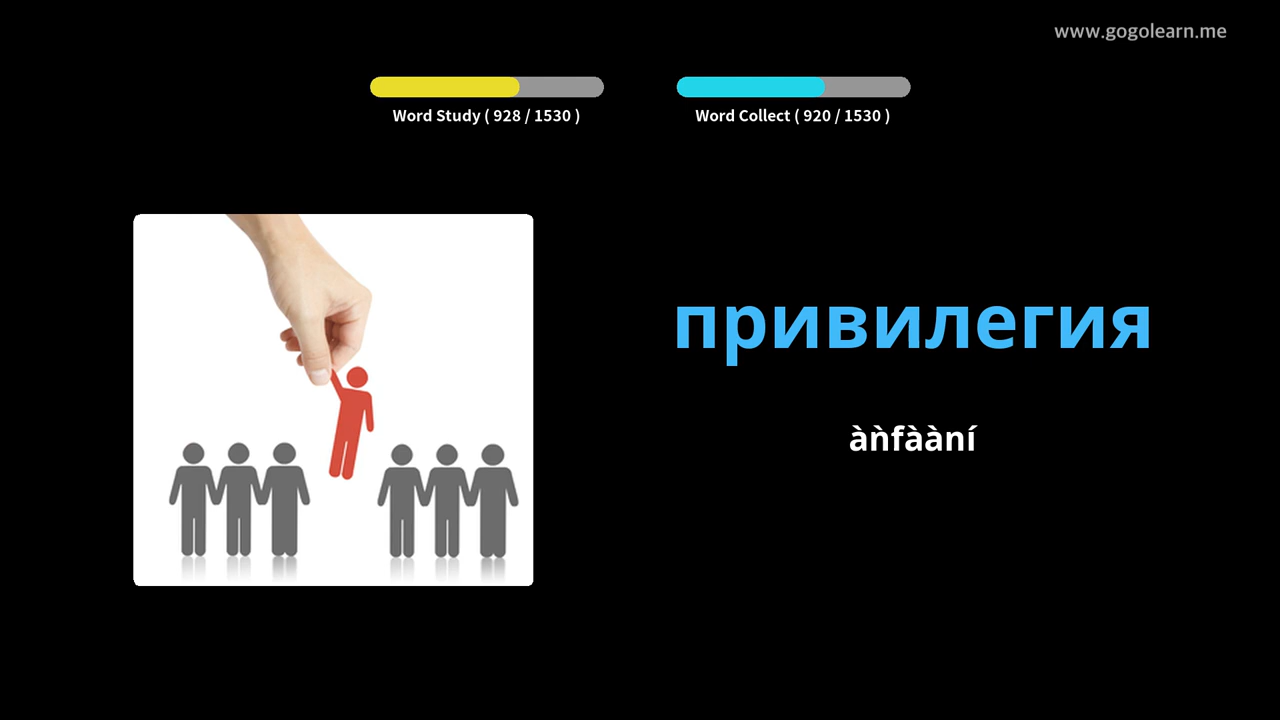 www.gogolearn.me
Word Study ( 928 / 1530 )
Word Collect ( 920 / 1530 )
привилегия
àǹfààní